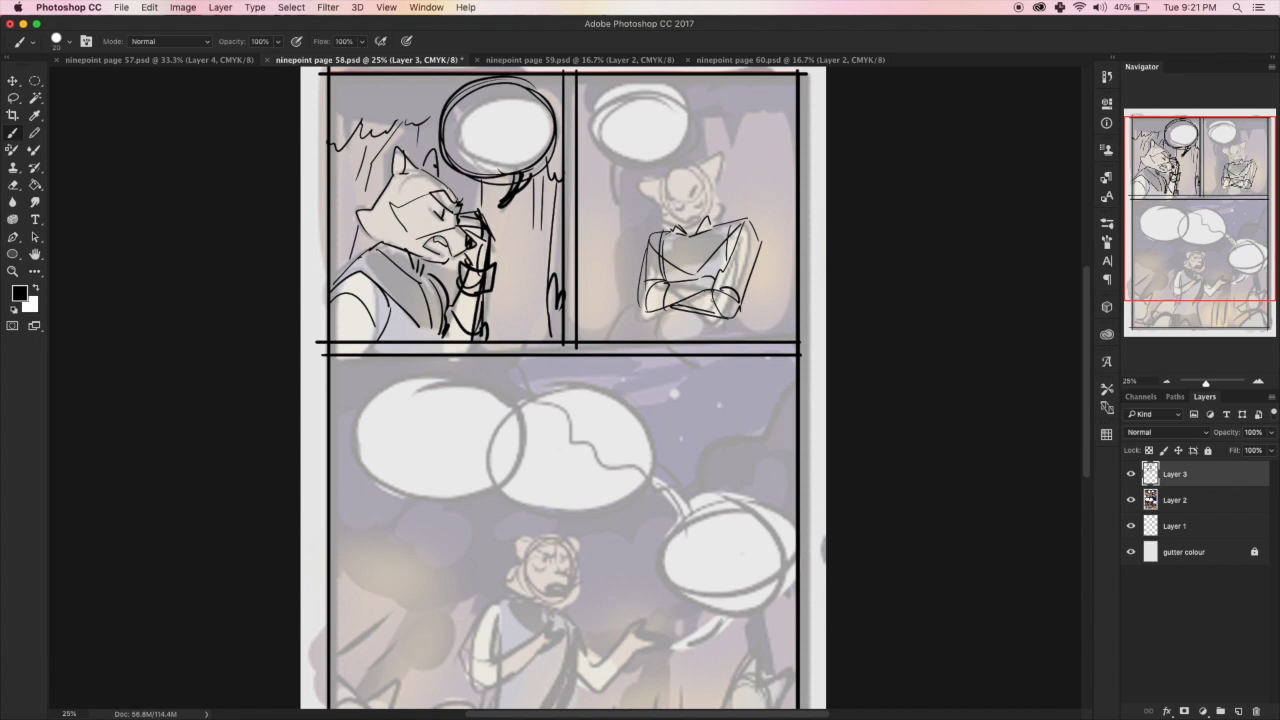 Photoshop CC File Edit Image Layer Type Select Filter 3D View Window Help 40% Tue 9:21 PM
Adobe Photoshop CC 2017
20 Mode: Normal Opacity: 100% Flow: 100%
ninepoint page 57.psd @ 33.3% (Layer 4, CMYK/8) ninepoint page 58.psd @ 25% (Layer 3, CMYK/8) * ninepoint page 59.psd @ 16.7% (Layer 2, CMYK/8) ninepoint page 60.psd @ 16.7% (Layer 2, CMYK/8)
Navigator
25%
Channels Paths Layers
Kind
Normal Opacity: 100%
Lock: Fill: 100%
Layer 3
Layer 2
Layer 1
gutter colour
25% Doc: 56.8M/114.4M